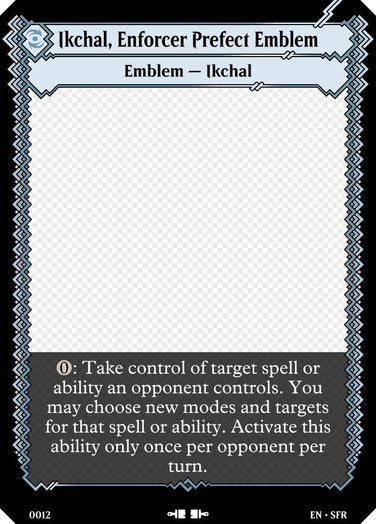 Ikchal, Enforcer Prefect Emblem
Emblem — Ikchal
0: Take control of target spell or
ability an opponent controls. You
may choose new modes and targets
for that spell or ability. Activate this
ability only once per opponent per
turn.
0012
EN • SFR